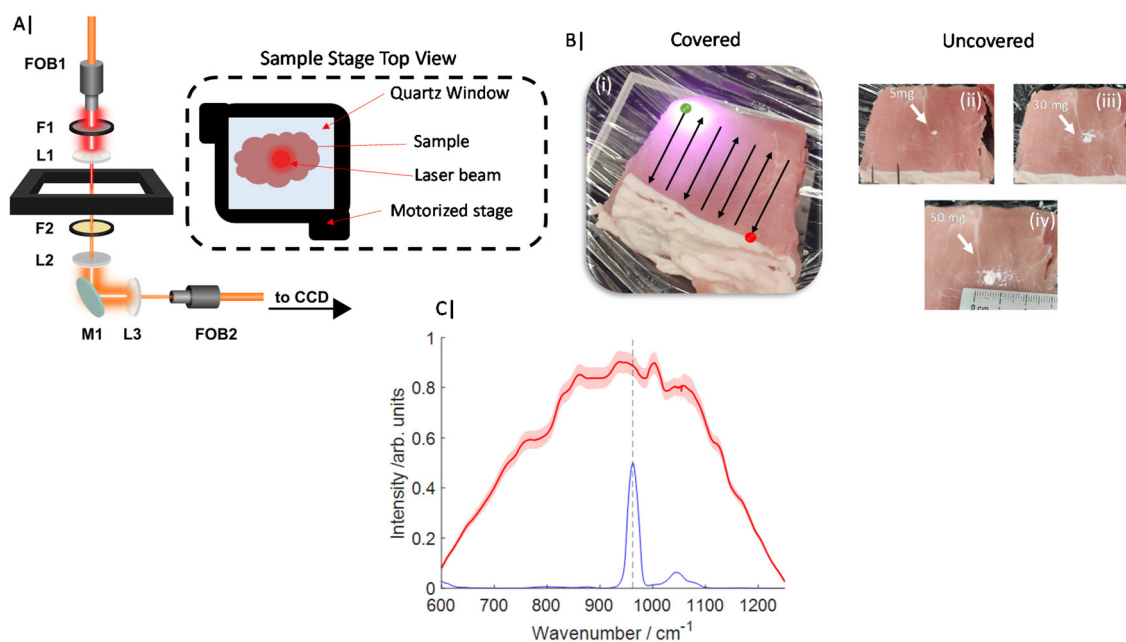 A|
FOB1
F1
L1
F2
L2
M1
L3
FOB2
to CCD
Sample Stage Top View
Quartz Window
Sample
Laser beam
Motorized stage
B|
Covered
Uncovered
(i)
5mg
(ii)
30 mg
(iii)
50 mg
(iv)
0 cm
C|
Intensity /arb. units
1
0.8
0.6
0.4
0.2
0
600
700
800
900
1000
1100
1200
Wavenumber / cm⁻¹